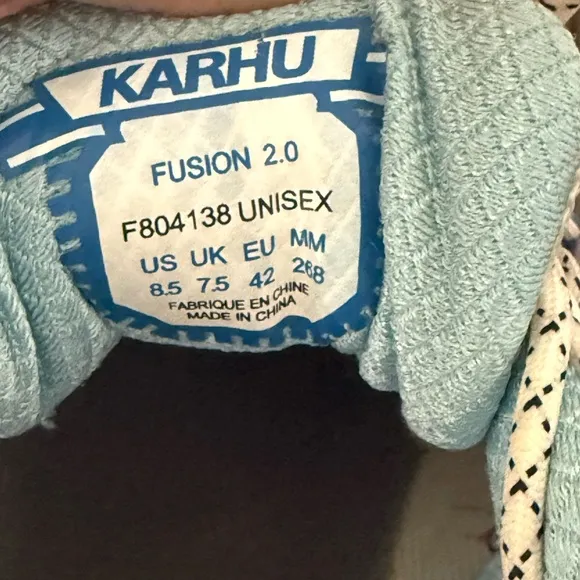 KARHU
FUSION 2.0
F804138 UNISEX
US UK EU MM
8.5 7.5 42 268
FABRIQUE EN CHINE
MADE IN CHINA